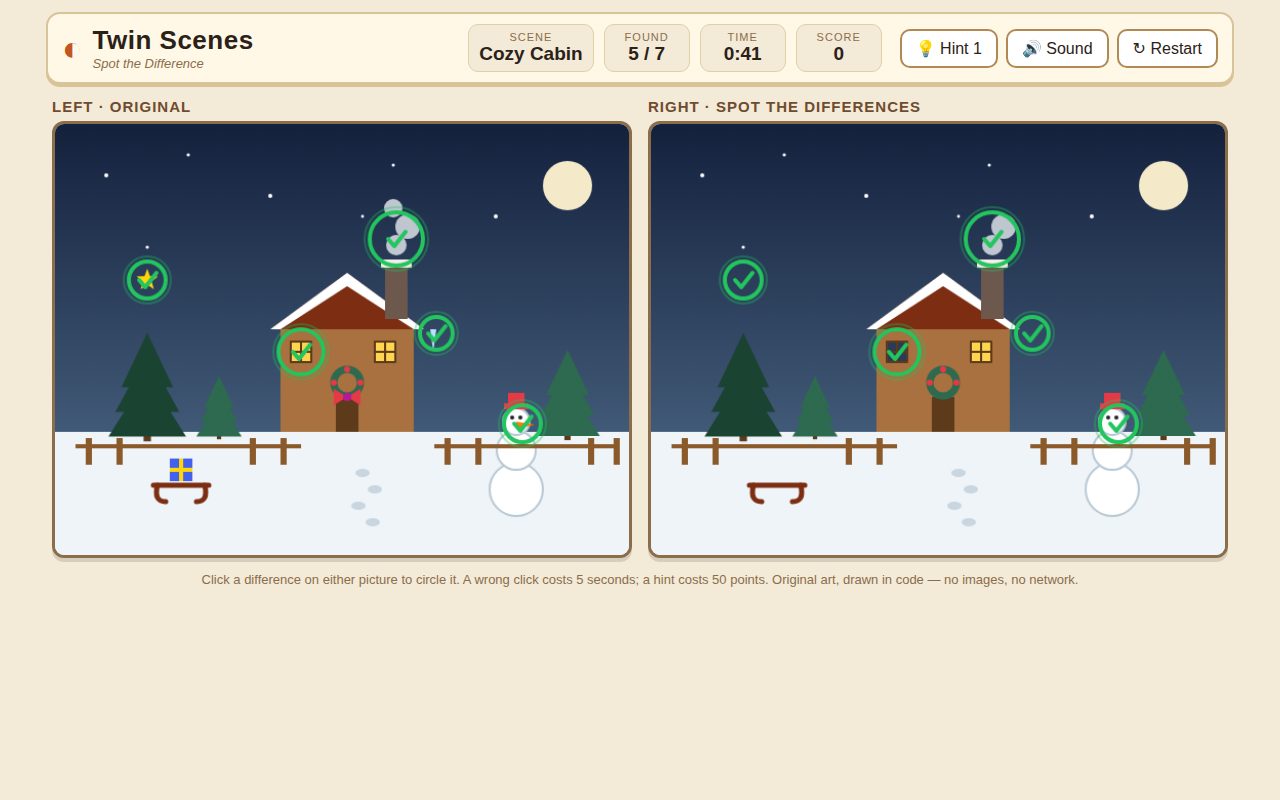 Twin Scenes
Spot the Difference
SCENE
Cozy Cabin
FOUND
5 / 7
TIME
0:41
SCORE
0
💡 Hint 1
🔊 Sound
↻ Restart
LEFT · ORIGINAL
RIGHT · SPOT THE DIFFERENCES
Click a difference on either picture to circle it. A wrong click costs 5 seconds; a hint costs 50 points. Original art, drawn in code — no images, no network.